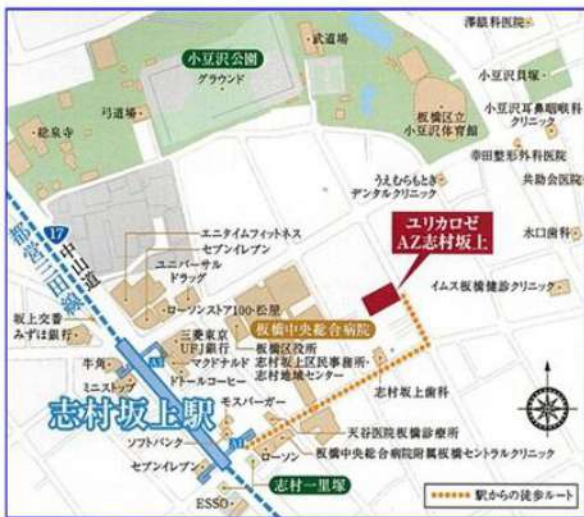 澤類科医院
武道場
小豆沢公園
グラウンド
小豆沢貝塚
弓道場
板橋区立
小豆沢体育館
小豆沢耳鼻咽喉科
クリニック
総泉寺
幸田整形外科医院
うえむらもとき
デンタルクリニック
共助会医院
17
中山道
都営三田線
エニタイムフィットネス
セブンイレブン
ユニバーサル
ドラッグ
ユリカロゼ
AZ志村坂上
水口歯科
イムス板橋健診クリニック
ローソンストア100・松屋
坂上交番
みずほ銀行
三菱東京
UFJ銀行
板橋中央総合病院
板橋区役所
志村坂上区民事務所・
志村地域センター
A3
牛角
マクドナルド
ドトールコーヒー
ミニストップ
志村坂上歯科
モスバーガー
志村坂上駅
天谷医院板橋診療所
ソフトバンク
A1
ローソン
板橋中央総合病院附属板橋セントラルクリニック
セブンイレブン
志村一里塚
ESSO
駅からの徒歩ルート